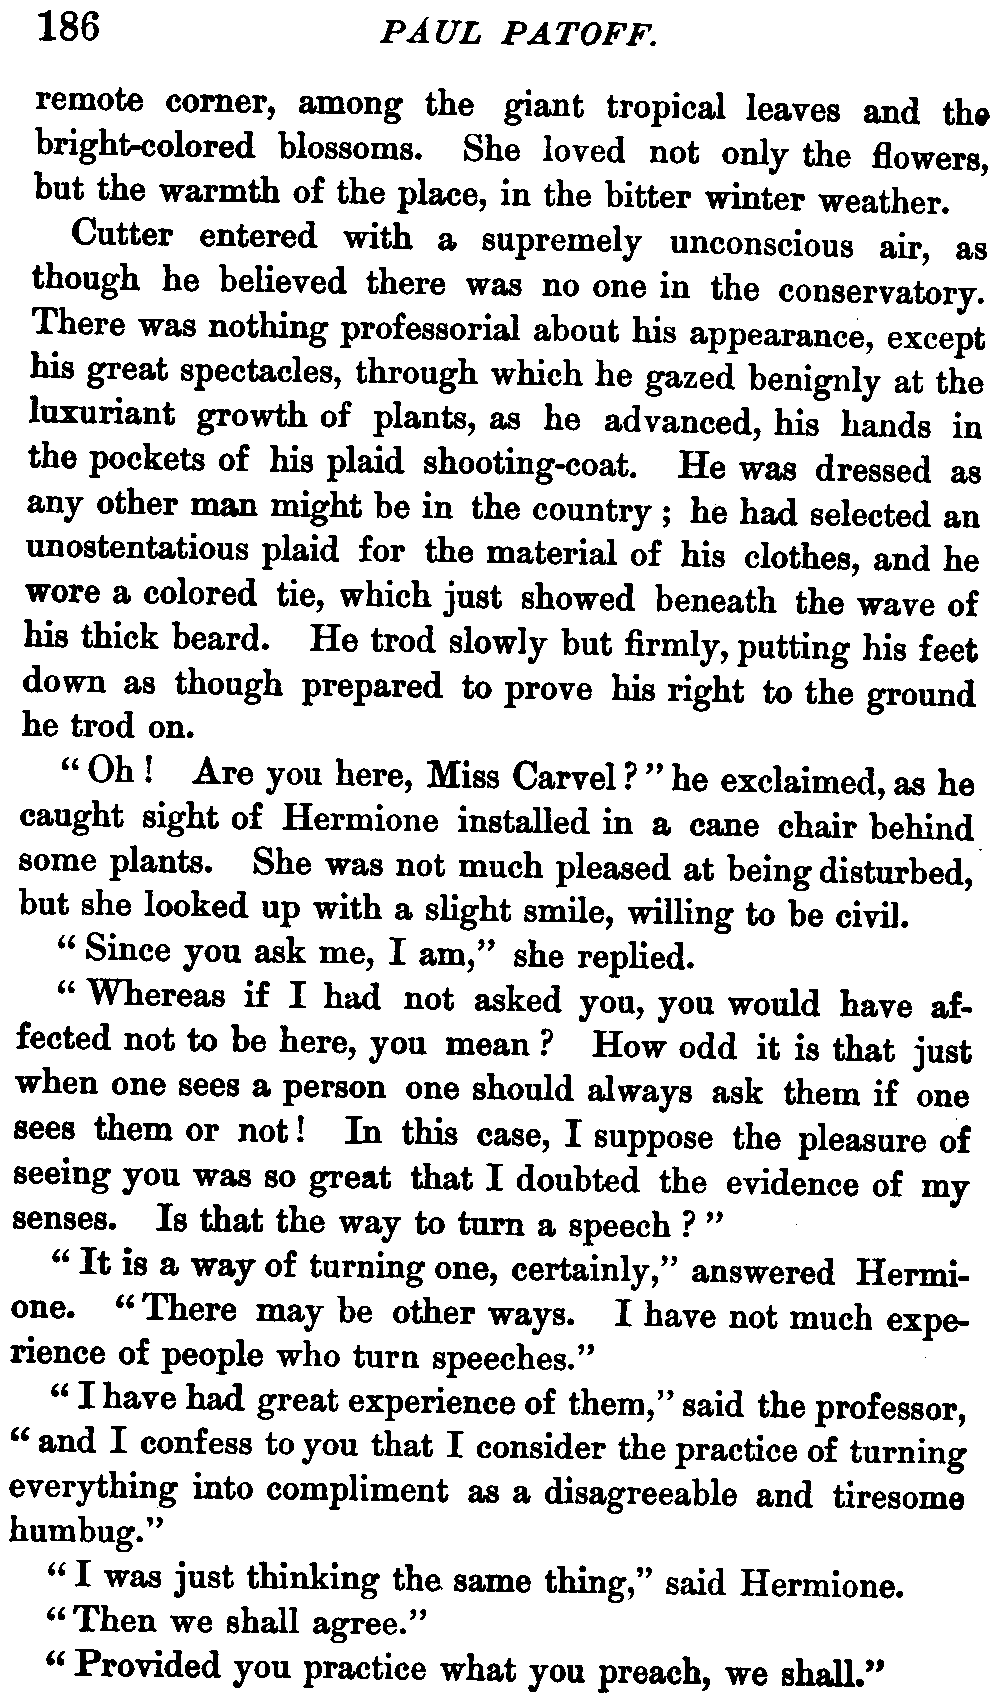 186 PAUL PATOFF.
remote corner, among the giant tropical leaves and the
bright-colored blossoms. She loved not only the flowers,
but the warmth of the place, in the bitter winter weather.
Cutter entered with a supremely unconscious air, as
though he believed there was no one in the conservatory.
There was nothing professorial about his appearance, except
his great spectacles, through which he gazed benignly at the
luxuriant growth of plants, as he advanced, his hands in
the pockets of his plaid shooting-coat. He was dressed as
any other man might be in the country; he had selected an
unostentatious plaid for the material of his clothes, and he
wore a colored tie, which just showed beneath the wave of
his thick beard. He trod slowly but firmly, putting his feet
down as though prepared to prove his right to the ground
he trod on.
"Oh! Are you here, Miss Carvel?" he exclaimed, as he
caught sight of Hermione installed in a cane chair behind
some plants. She was not much pleased at being disturbed,
but she looked up with a slight smile, willing to be civil.
"Since you ask me, I am," she replied.
"Whereas if I had not asked you, you would have af-
fected not to be here, you mean? How odd it is that just
when one sees a person one should always ask them if one
sees them or not! In this case, I suppose the pleasure of
seeing you was so great that I doubted the evidence of my
senses. Is that the way to turn a speech?"
"It is a way of turning one, certainly," answered Hermi-
one. "There may be other ways. I have not much expe-
rience of people who turn speeches."
"I have had great experience of them," said the professor,
"and I confess to you that I consider the practice of turning
everything into compliment as a disagreeable and tiresome
humbug."
"I was just thinking the same thing," said Hermione.
"Then we shall agree."
"Provided you practice what you preach, we shall."